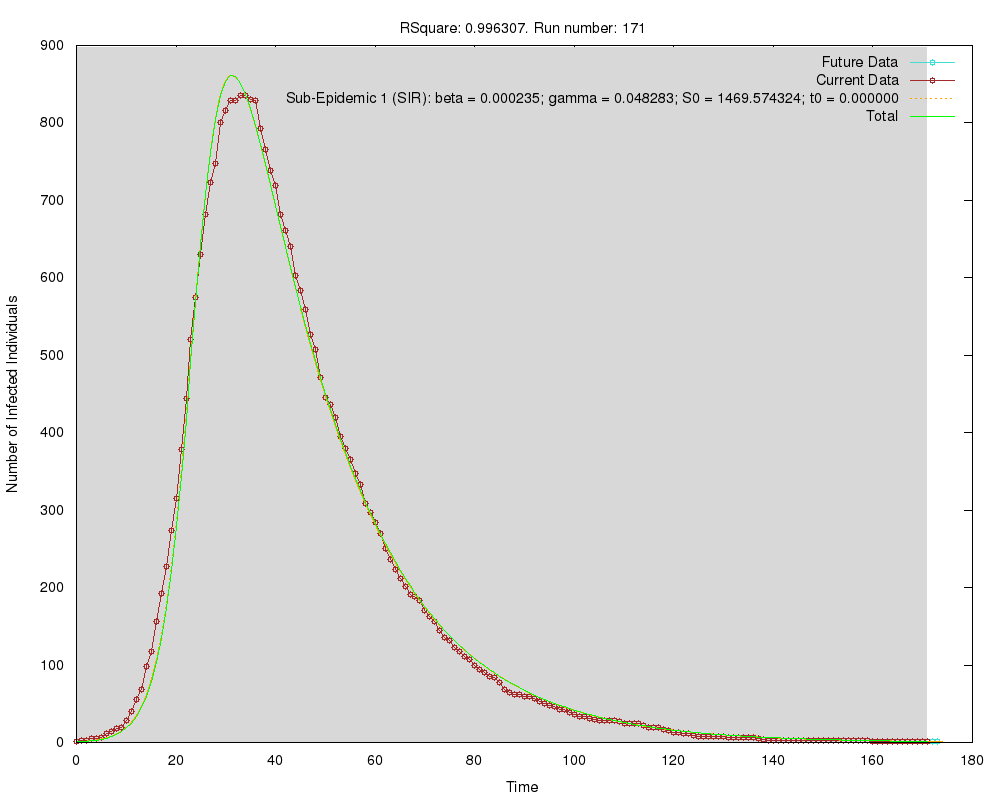 RSquare: 0.996307. Run number: 171
Future Data
Current Data
Sub-Epidemic 1 (SIR): beta = 0.000235; gamma = 0.048283; S0 = 1469.574324; t0 = 0.000000
Total
Number of Infected Individuals
900
800
700
600
500
400
300
200
100
0
0 20 40 60 80 100 120 140 160 180
Time